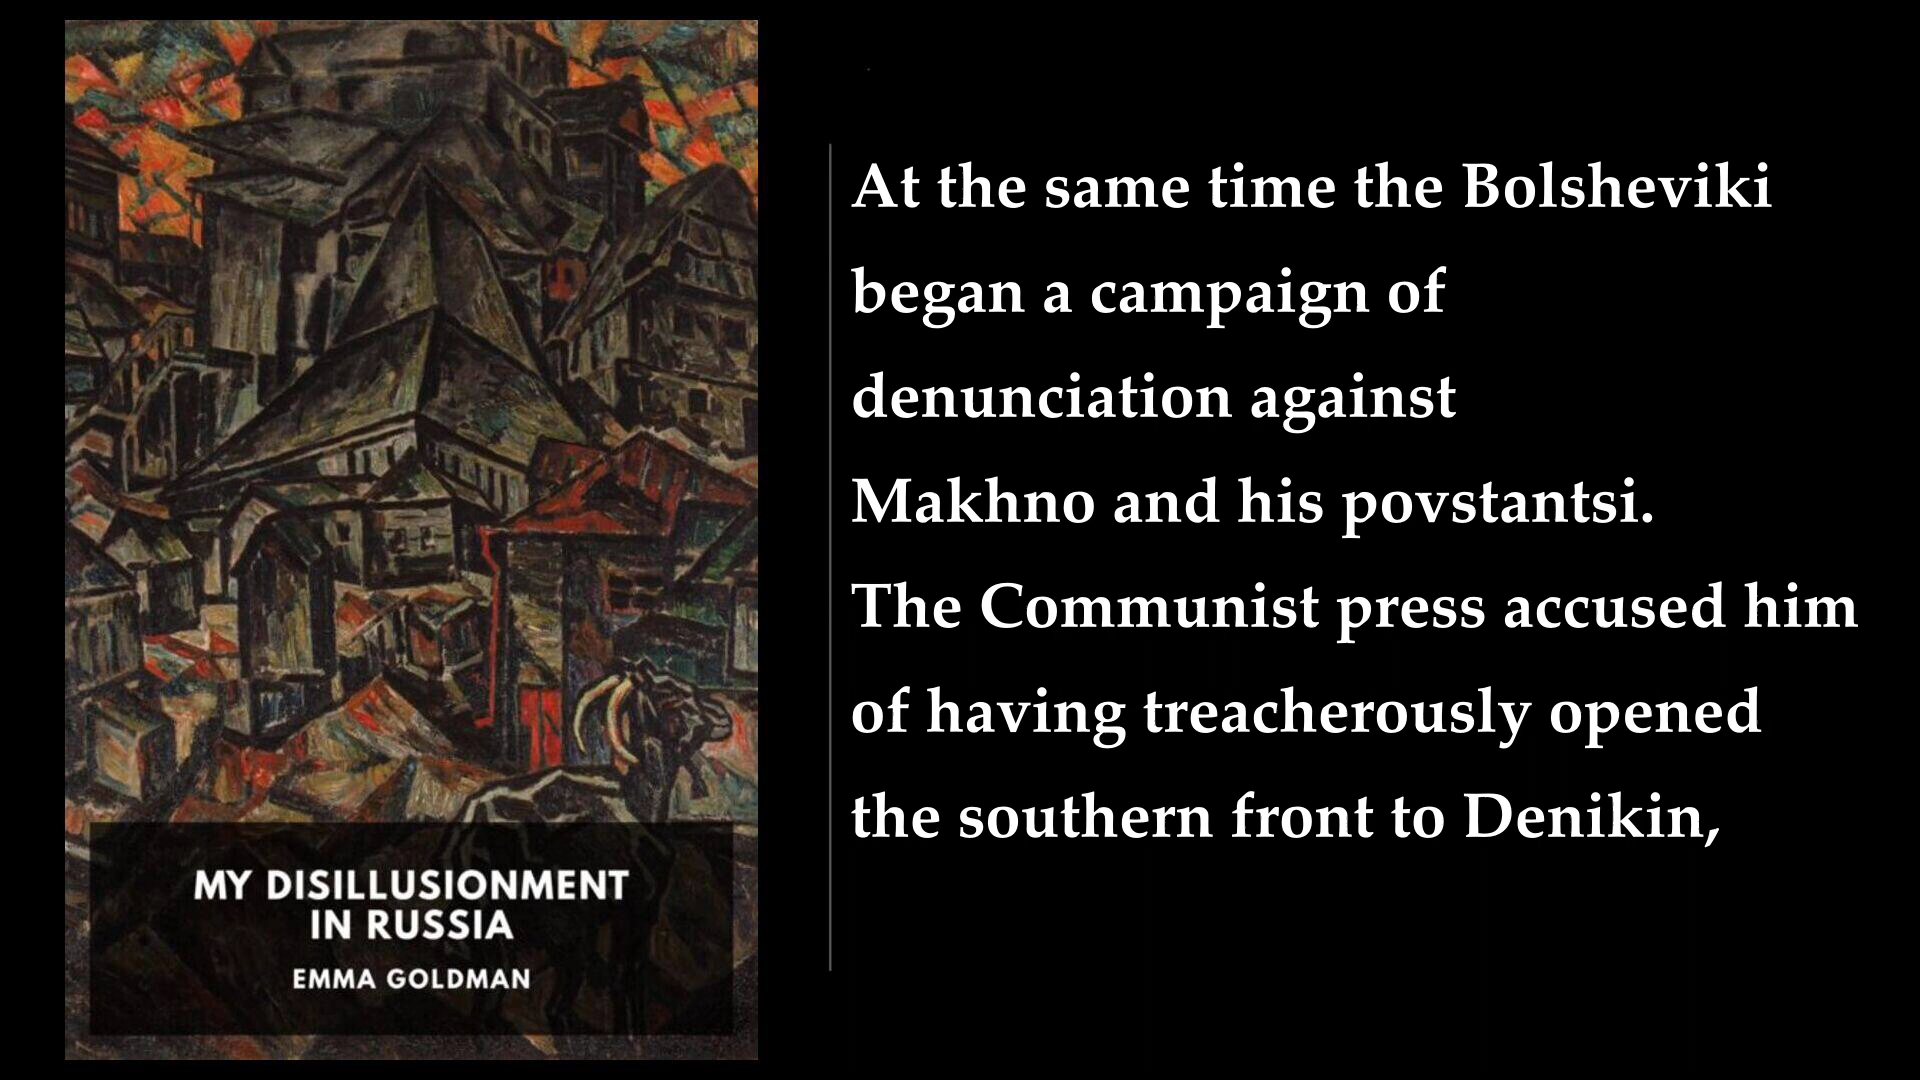 MY DISILLUSIONMENT
IN RUSSIA
EMMA GOLDMAN
At the same time the Bolsheviki
began a campaign of
denunciation against
Makhno and his povstantsi.
The Communist press accused him
of having treacherously opened
the southern front to Denikin,